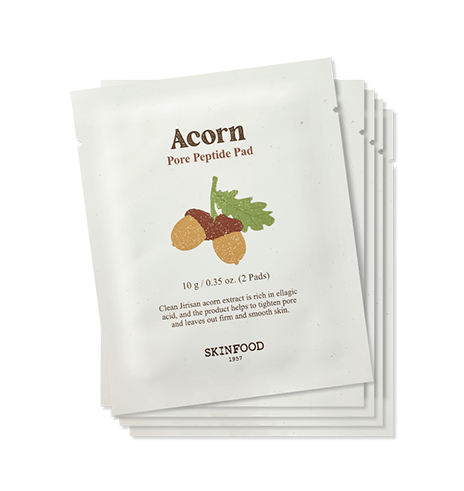 Acorn
Pore Peptide Pad
10 g / 0.35 oz. (2 Pads)
Clean Jirisan acorn extract is rich in ellagic
acid, and the product helps to tighten pore
and leaves out firm and smooth skin.
SKINFOOD
1957